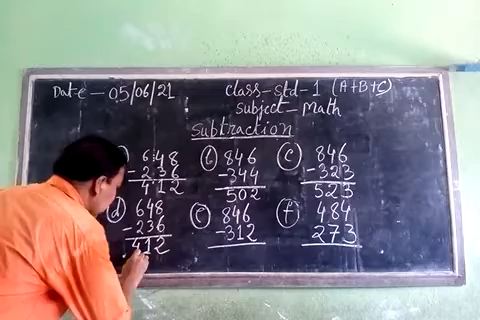 Date - 05/06/21 Class - Std - 1 (A+B+C)
Subject - Math
Subtraction
648 (b) 846 (c) 846
-236 -344 -323
412 502 523
(d) 648 (e) 846 (f) 484
-236 -312 273
412